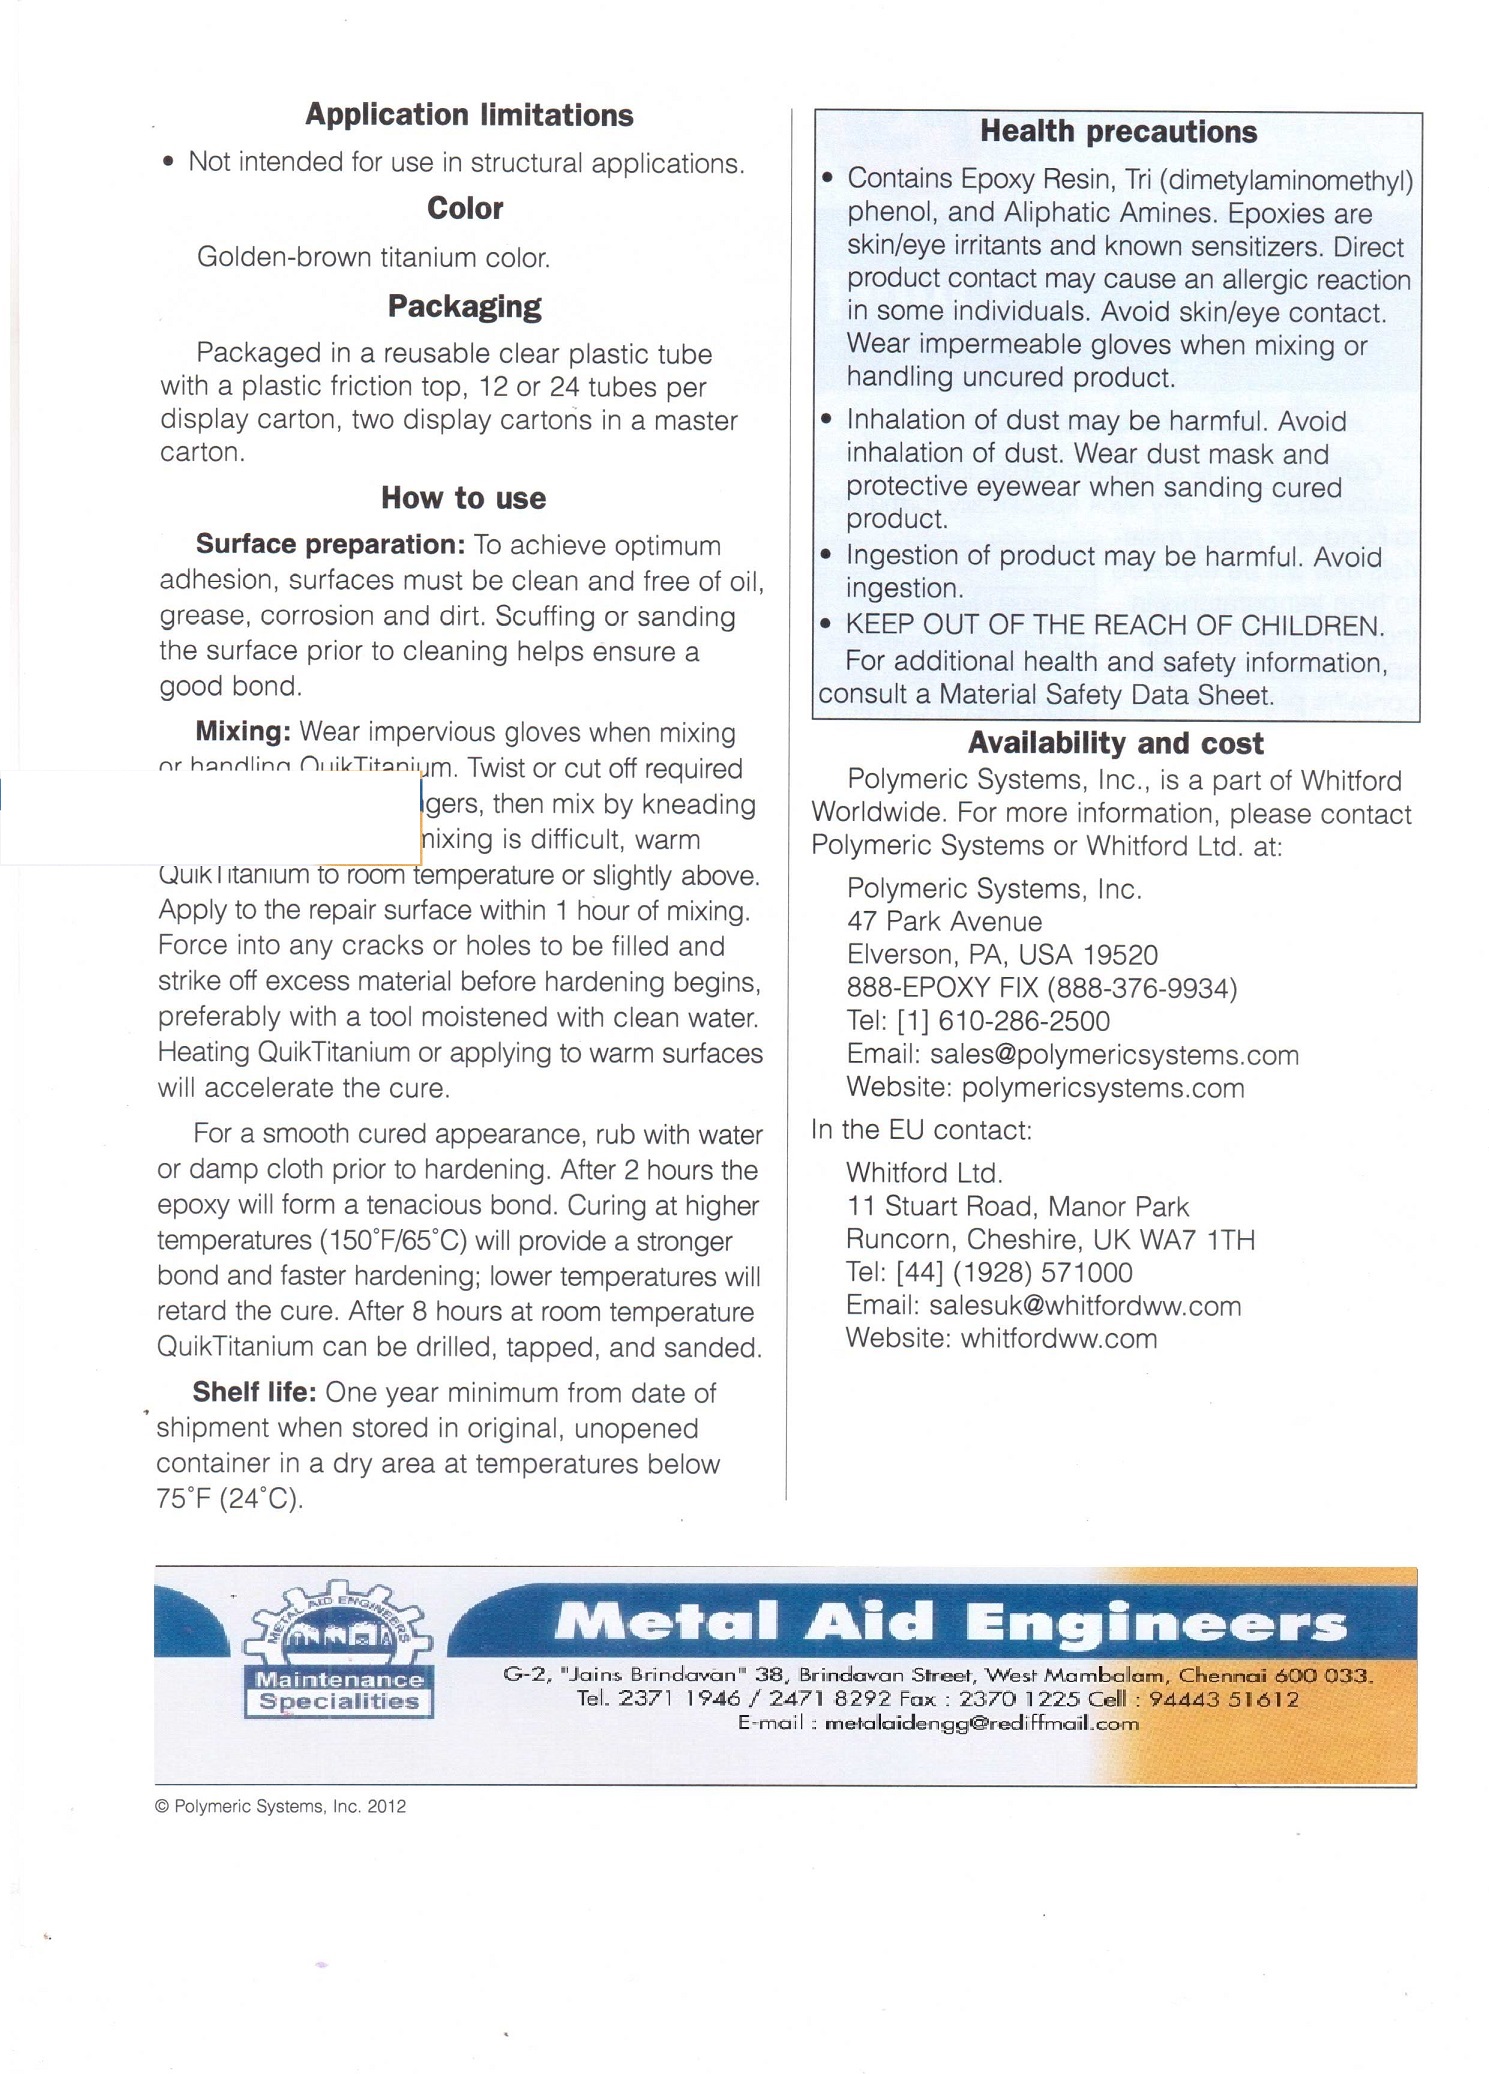 Application limitations
• Not intended for use in structural applications.
Color
Golden-brown titanium color.
Packaging
Packaged in a reusable clear plastic tube
with a plastic friction top, 12 or 24 tubes per
display carton, two display cartons in a master
carton.
How to use
Surface preparation: To achieve optimum
adhesion, surfaces must be clean and free of oil,
grease, corrosion and dirt. Scuffing or sanding
the surface prior to cleaning helps ensure a
good bond.
Mixing: Wear impervious gloves when mixing
or handling QuikTitanium. Twist or cut off required
gers, then mix by kneading
mixing is difficult, warm
QuikTitanium to room temperature or slightly above.
Apply to the repair surface within 1 hour of mixing.
Force into any cracks or holes to be filled and
strike off excess material before hardening begins,
preferably with a tool moistened with clean water.
Heating QuikTitanium or applying to warm surfaces
will accelerate the cure.
For a smooth cured appearance, rub with water
or damp cloth prior to hardening. After 2 hours the
epoxy will form a tenacious bond. Curing at higher
temperatures (150°F/65°C) will provide a stronger
bond and faster hardening; lower temperatures will
retard the cure. After 8 hours at room temperature
QuikTitanium can be drilled, tapped, and sanded.
Shelf life: One year minimum from date of
shipment when stored in original, unopened
container in a dry area at temperatures below
75°F (24°C).
Health precautions
• Contains Epoxy Resin, Tri (dimetylaminomethyl)
phenol, and Aliphatic Amines. Epoxies are
skin/eye irritants and known sensitizers. Direct
product contact may cause an allergic reaction
in some individuals. Avoid skin/eye contact.
Wear impermeable gloves when mixing or
handling uncured product.
• Inhalation of dust may be harmful. Avoid
inhalation of dust. Wear dust mask and
protective eyewear when sanding cured
product.
• Ingestion of product may be harmful. Avoid
ingestion.
• KEEP OUT OF THE REACH OF CHILDREN.
For additional health and safety information,
consult a Material Safety Data Sheet.
Availability and cost
Polymeric Systems, Inc., is a part of Whitford
Worldwide. For more information, please contact
Polymeric Systems or Whitford Ltd. at:
Polymeric Systems, Inc.
47 Park Avenue
Elverson, PA, USA 19520
888-EPOXY FIX (888-376-9934)
Tel: [1] 610-286-2500
Email: sales@polymericsystems.com
Website: polymericsystems.com
In the EU contact:
Whitford Ltd.
11 Stuart Road, Manor Park
Runcorn, Cheshire, UK WA7 1TH
Tel: [44] (1928) 571000
Email: salesuk@whitfordww.com
Website: whitfordww.com
METAL AID ENGINEERS
Maintenance
Specialities
Metal Aid Engineers
G-2, "Jains Brindavan" 38, Brindavan Street, West Mambalam, Chennai 600 033.
Tel. 2371 1946 / 2471 8292 Fax : 2370 1225 Cell : 94443 51612
E-mail : metalaidengg@rediffmail.com
© Polymeric Systems, Inc. 2012